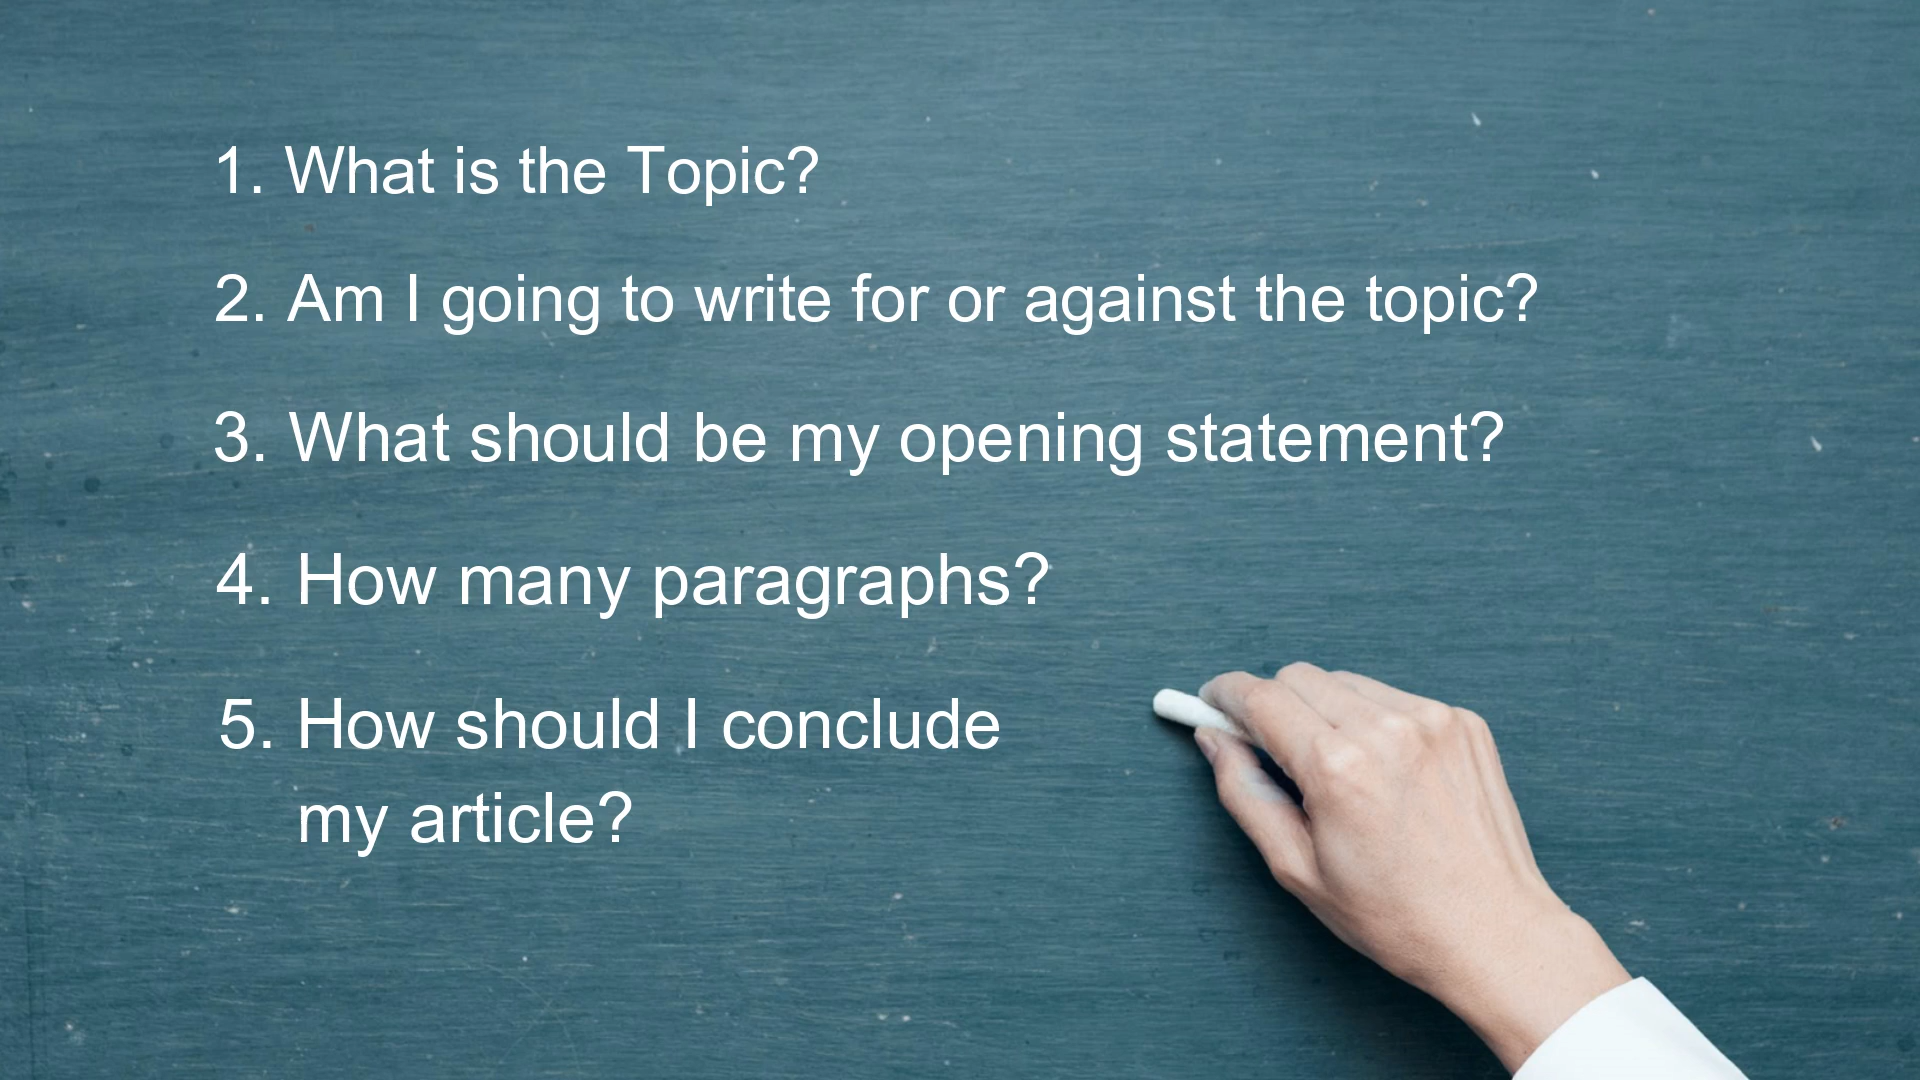 1. What is the Topic?
2. Am I going to write for or against the topic?
3. What should be my opening statement?
4. How many paragraphs?
5. How should I conclude
my article?